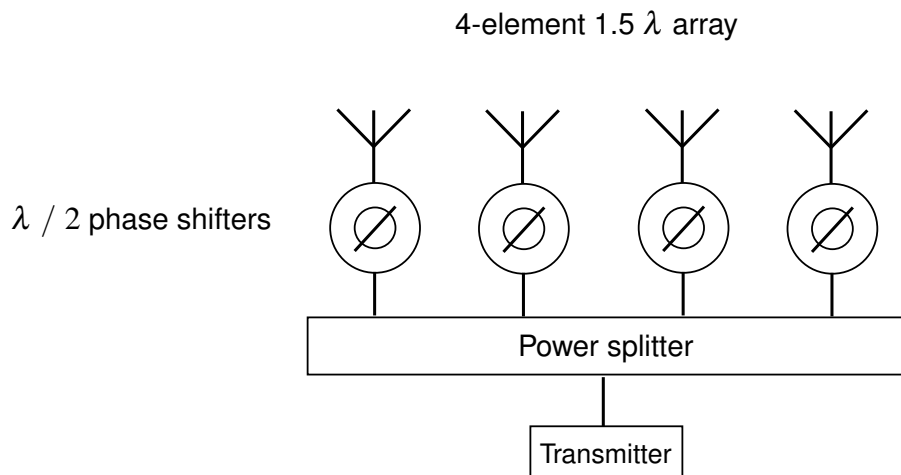 4-element 1.5 λ array
λ / 2 phase shifters
Power splitter
Transmitter